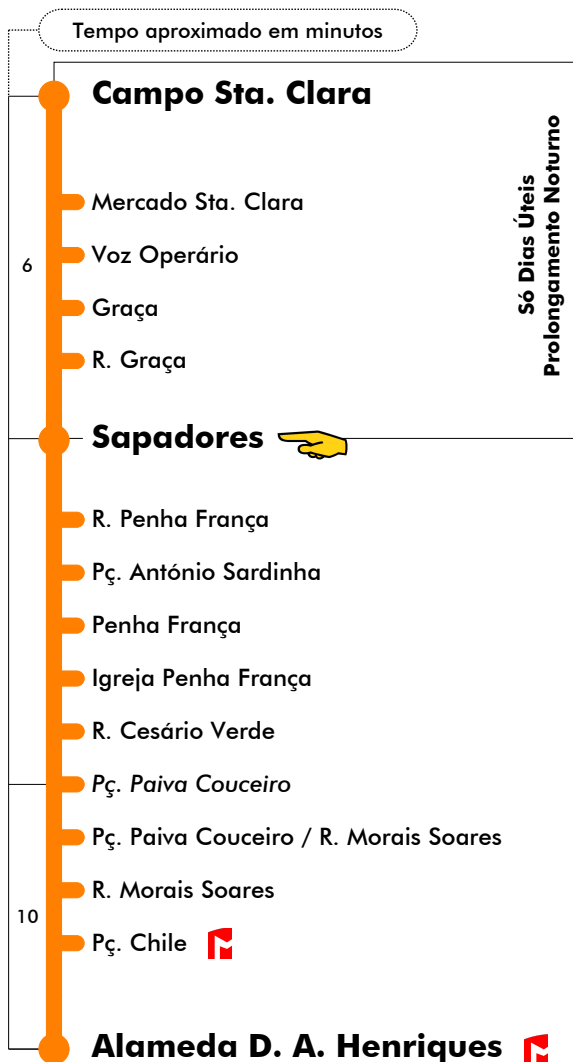 Tempo aproximado em minutos
Campo Sta. Clara
Só Dias Úteis
Prolongamento Noturno
Mercado Sta. Clara
Voz Operário
6
Graça
R. Graça
Sapadores
R. Penha França
Pç. António Sardinha
Penha França
Igreja Penha França
R. Cesário Verde
Pç. Paiva Couceiro
Pç. Paiva Couceiro / R. Morais Soares
R. Morais Soares
10
Pç. Chile
Alameda D. A. Henriques